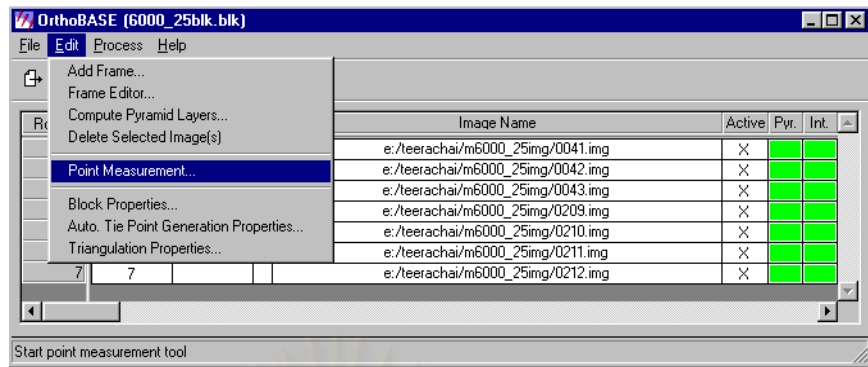 OrthoBASE (6000_25blk.blk)
File Edit Process Help
Add Frame...
Frame Editor...
Compute Pyramid Layers...
Delete Selected Image(s)
Point Measurement...
Block Properties...
Auto. Tie Point Generation Properties...
Triangulation Properties...
Image Name Active Pyr. Int.
e:/teerachai/m6000_25img/0041.img X
e:/teerachai/m6000_25img/0042.img X
e:/teerachai/m6000_25img/0043.img X
e:/teerachai/m6000_25img/0209.img X
e:/teerachai/m6000_25img/0210.img X
e:/teerachai/m6000_25img/0211.img X
7 7 e:/teerachai/m6000_25img/0212.img X
Start point measurement tool